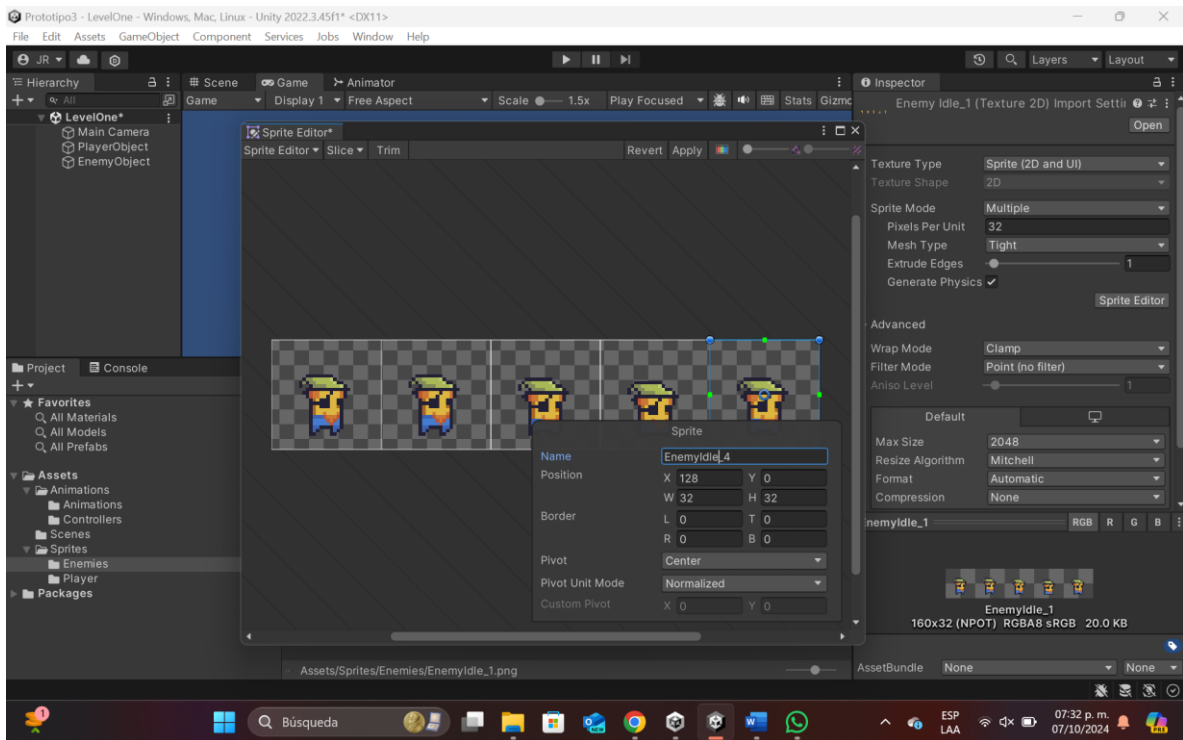 Prototipo3 - LevelOne - Windows, Mac, Linux - Unity 2022.3.45f1* <DX11>
File Edit Assets GameObject Component Services Jobs Window Help
JR Layers Layout
Hierarchy Scene Game Animator Inspector
All Game Display 1 Free Aspect Scale 1.5x Play Focused Stats Gizmo
Enemy Idle_1 (Texture 2D) Import Settin
Open
LevelOne*
Main Camera
PlayerObject
EnemyObject
Sprite Editor*
Sprite Editor Slice Trim Revert Apply
Texture Type Sprite (2D and UI)
Texture Shape 2D
Sprite Mode Multiple
Pixels Per Unit 32
Mesh Type Tight
Extrude Edges 1
Generate Physics
Sprite Editor
Advanced
Wrap Mode Clamp
Filter Mode Point (no filter)
Aniso Level 1
Default
Max Size 2048
Resize Algorithm Mitchell
Format Automatic
Compression None
Project Console
Favorites
All Materials
All Models
All Prefabs
Assets
Animations
Animations
Controllers
Scenes
Sprites
Enemies
Player
Packages
Sprite
Name EnemyIdle_4
Position X 128 Y 0
W 32 H 32
Border L 0 T 0
R 0 B 0
Pivot Center
Pivot Unit Mode Normalized
Custom Pivot X 0 Y 0
nemyIdle_1 RGB R G B
EnemyIdle_1
160x32 (NPOT) RGBA8 sRGB 20.0 KB
Assets/Sprites/Enemies/EnemyIdle_1.png
AssetBundle None None
1 Búsqueda
ESP
LAA
07:32 p. m.
07/10/2024